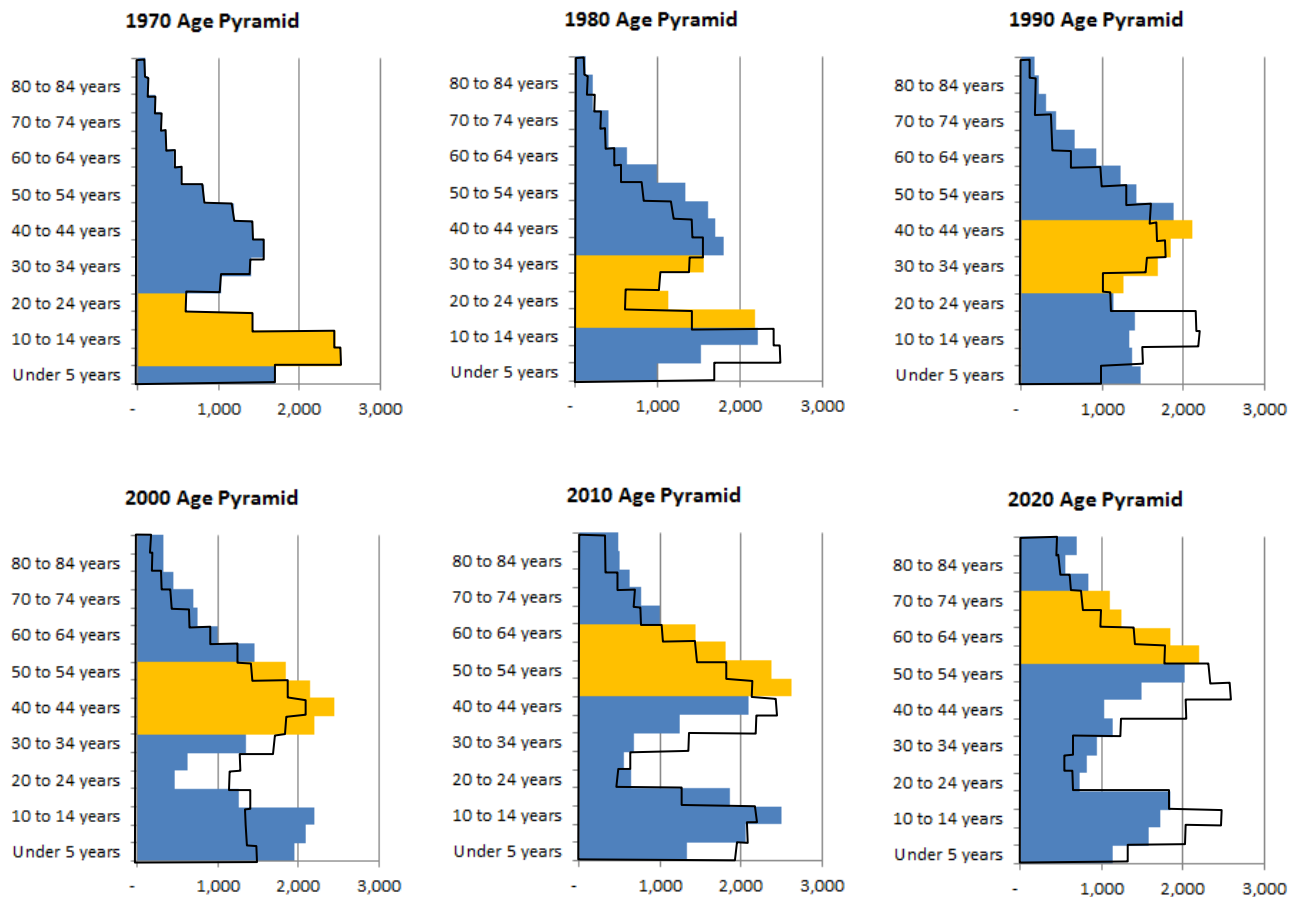 1970 Age Pyramid
80 to 84 years
70 to 74 years
60 to 64 years
50 to 54 years
40 to 44 years
30 to 34 years
20 to 24 years
10 to 14 years
Under 5 years
- 1,000 2,000 3,000
1980 Age Pyramid
80 to 84 years
70 to 74 years
60 to 64 years
50 to 54 years
40 to 44 years
30 to 34 years
20 to 24 years
10 to 14 years
Under 5 years
- 1,000 2,000 3,000
1990 Age Pyramid
80 to 84 years
70 to 74 years
60 to 64 years
50 to 54 years
40 to 44 years
30 to 34 years
20 to 24 years
10 to 14 years
Under 5 years
- 1,000 2,000 3,000
2000 Age Pyramid
80 to 84 years
70 to 74 years
60 to 64 years
50 to 54 years
40 to 44 years
30 to 34 years
20 to 24 years
10 to 14 years
Under 5 years
- 1,000 2,000 3,000
2010 Age Pyramid
80 to 84 years
70 to 74 years
60 to 64 years
50 to 54 years
40 to 44 years
30 to 34 years
20 to 24 years
10 to 14 years
Under 5 years
- 1,000 2,000 3,000
2020 Age Pyramid
80 to 84 years
70 to 74 years
60 to 64 years
50 to 54 years
40 to 44 years
30 to 34 years
20 to 24 years
10 to 14 years
Under 5 years
- 1,000 2,000 3,000